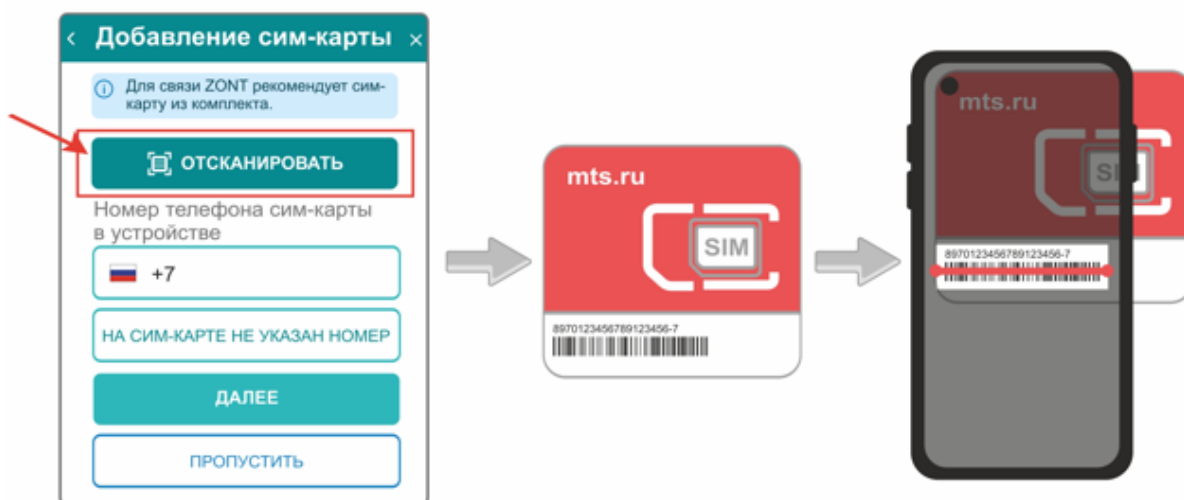 Добавление сим-карты
Для связи ZONT рекомендует сим-
карту из комплекта.
ОТСКАНИРОВАТЬ
Номер телефона сим-карты
в устройстве
+7
НА СИМ-КАРТЕ НЕ УКАЗАН НОМЕР
ДАЛЕЕ
ПРОПУСТИТЬ
mts.ru
SIM
8970123456789123456-7
mts.ru
SIM
8970123456789123456-7